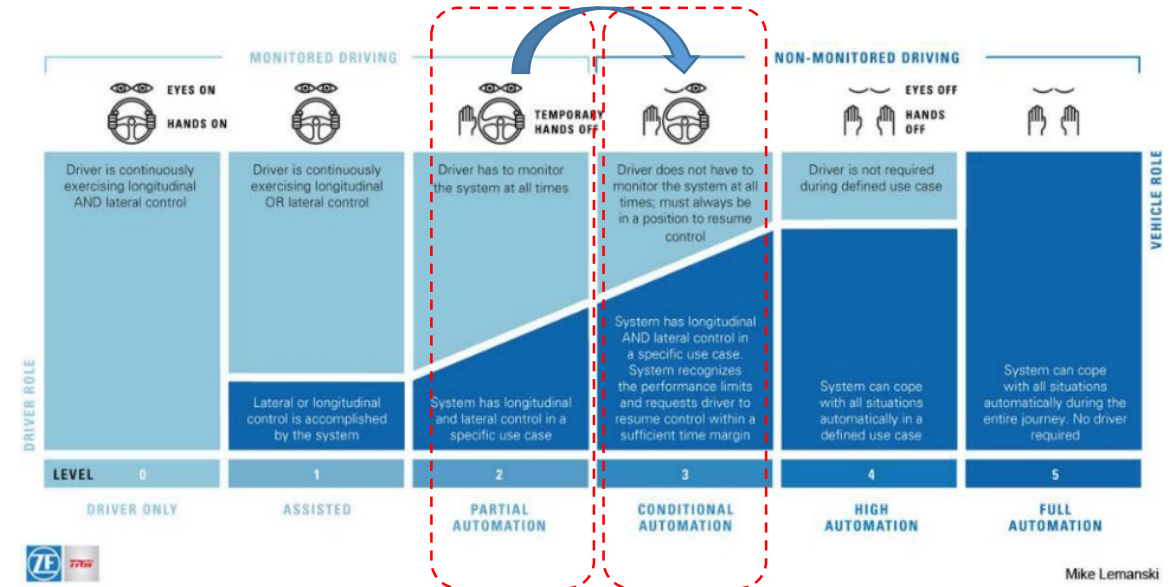 MONITORED DRIVING
NON-MONITORED DRIVING
EYES ON
HANDS ON
TEMPORARY
HANDS OFF
EYES OFF
HANDS
OFF
Driver is continuously
exercising longitudinal
AND lateral control
Driver is continuously
exercising longitudinal
OR lateral control
Driver has to monitor
the system at all times
Driver does not have to
monitor the system at all
times; must always be
in a position to resume
control
Driver is not required
during defined use case
VEHICLE ROLE
DRIVER ROLE
Lateral or longitudinal
control is accomplished
by the system
System has longitudinal
and lateral control in a
specific use case
System has longitudinal
AND lateral control in
a specific use case.
System recognizes
the performance limits
and requests driver to
resume control within a
sufficient time margin
System can cope
with all situations
automatically in a
defined use case
System can cope
with all situations
automatically during the
entire journey. No driver
required
LEVEL 0 1 2 3 4 5
DRIVER ONLY
ASSISTED
PARTIAL
AUTOMATION
CONDITIONAL
AUTOMATION
HIGH
AUTOMATION
FULL
AUTOMATION
ZF TRW
Mike Lemanski